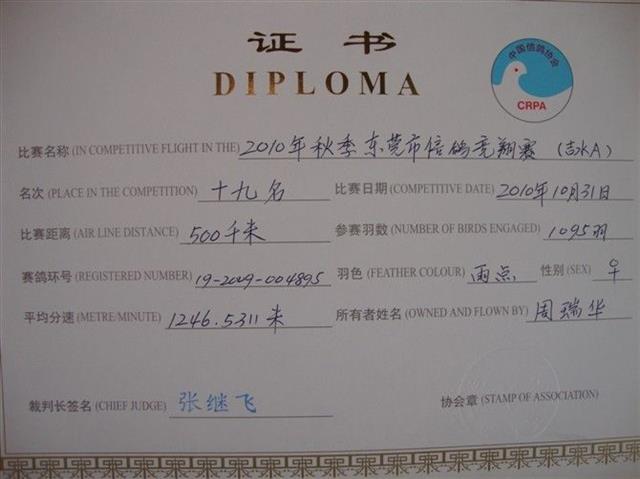 证书
DIPLOMA
中国信鸽协会
CRPA
比赛名称 (IN COMPETITIVE FLIGHT IN THE) 2010年秋季东莞市信鸽竞翔赛 (吉水A)
名次 (PLACE IN THE COMPETITION) 十九名 比赛日期 (COMPETITIVE DATE) 2010年10月31日
比赛距离 (AIR LINE DISTANCE) 500千米 参赛羽数 (NUMBER OF BIRDS ENGAGED) 1095羽
赛鸽环号 (REGISTERED NUMBER) 19-2009-004895 羽色 (FEATHER COLOUR) 雨点 性别 (SEX) ♀
平均分速 (METRE/MINUTE) 1246.5311米 所有者姓名 (OWNED AND FLOWN BY) 周瑞华
裁判长签名 (CHIEF JUDGE) 张继飞 协会章 (STAMP OF ASSOCIATION)